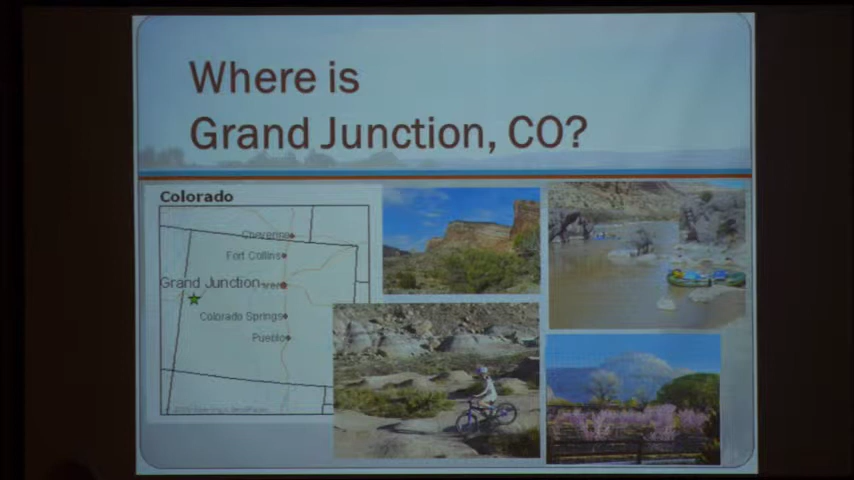 Where is
Grand Junction, CO?
Colorado
Cheyenne
Fort Collins
Grand Junction
Colorado Springs
Pueblo